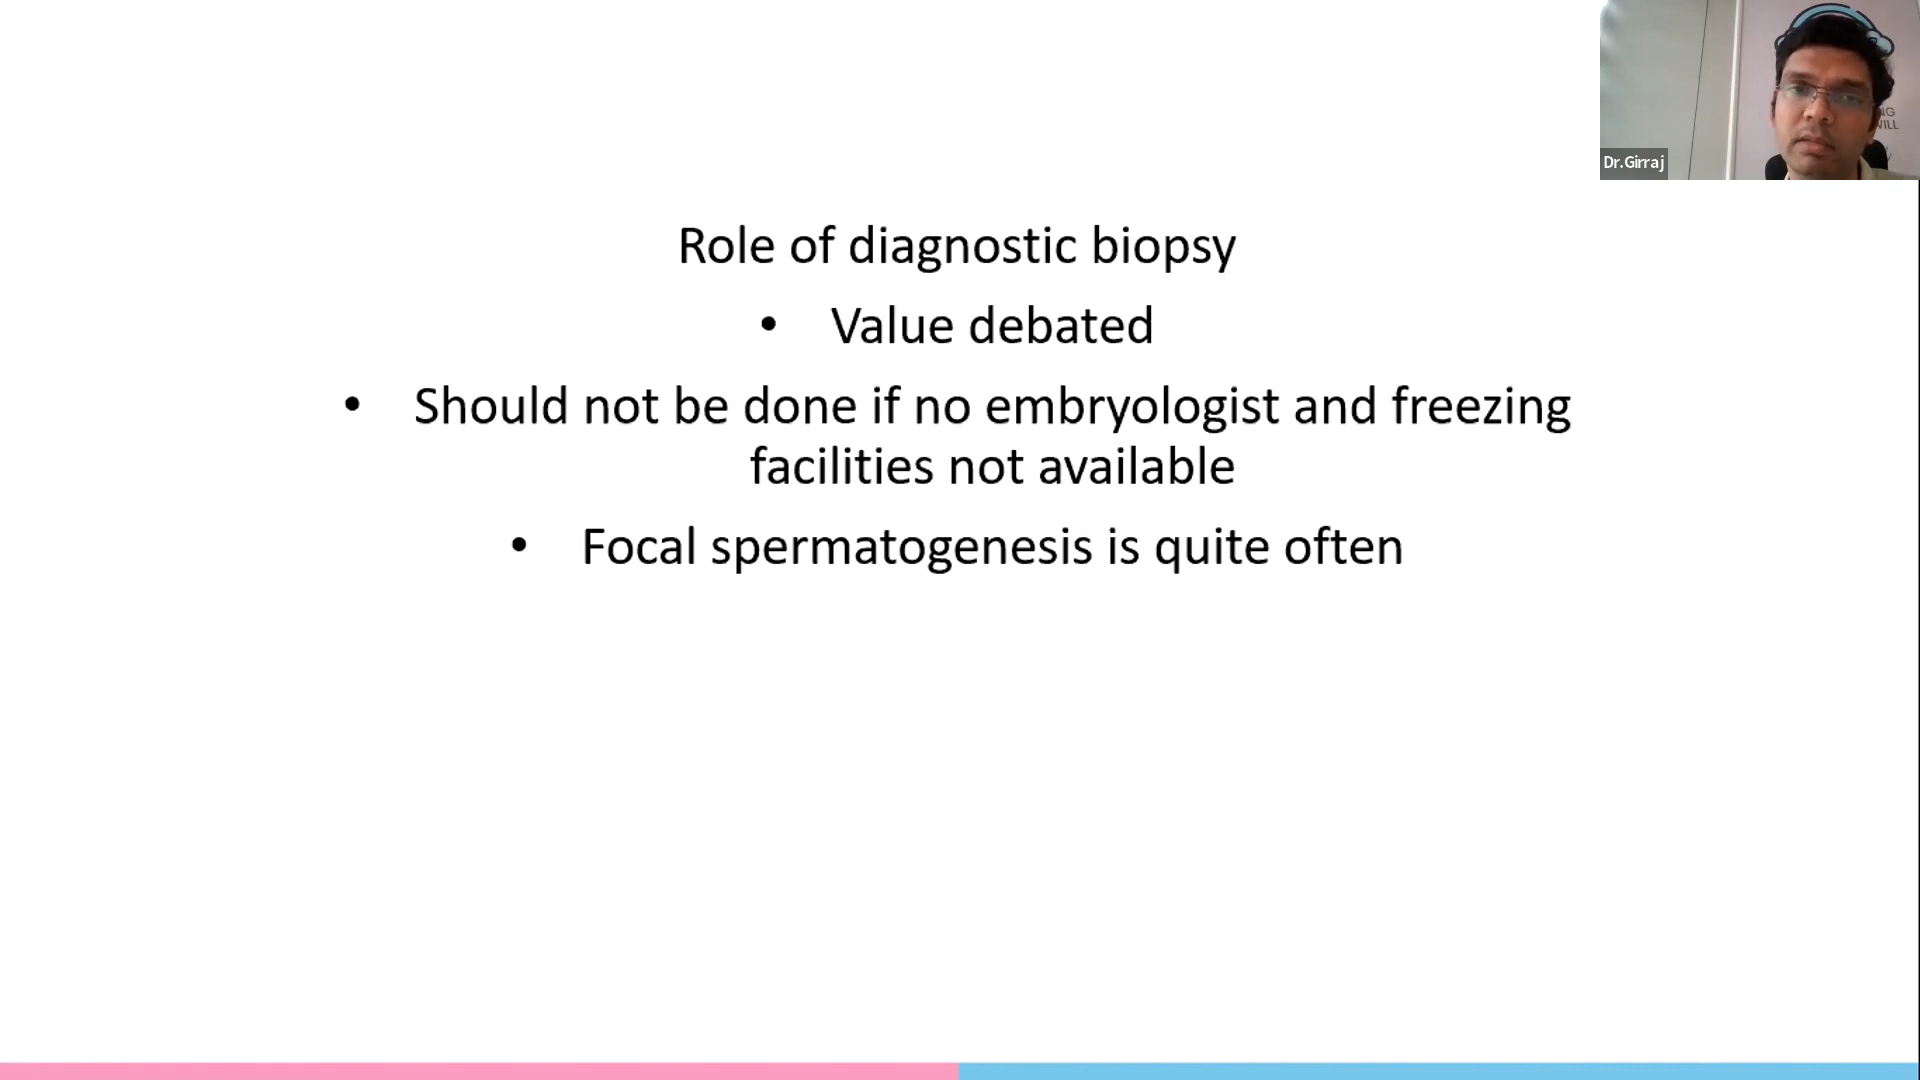 Dr.Girraj
Role of diagnostic biopsy
• Value debated
• Should not be done if no embryologist and freezing
facilities not available
• Focal spermatogenesis is quite often